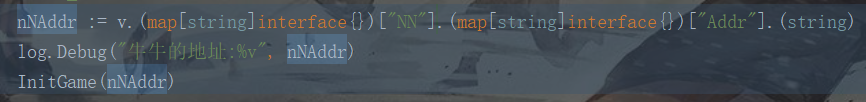 nNAddr := v.(map[string]interface{})["NN"].(map[string]interface{})["Addr"].(string)
log.Debug("牛牛的地址:%v", nNAddr)
InitGame(nNAddr)